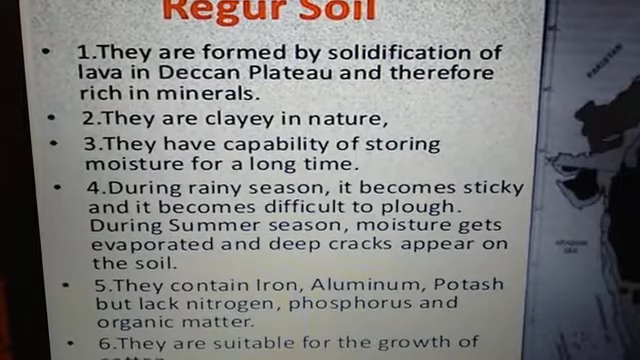 Regur Soil
• 1.They are formed by solidification of
lava in Deccan Plateau and therefore
rich in minerals.
• 2.They are clayey in nature,
• 3.They have capability of storing
moisture for a long time.
• 4.During rainy season, it becomes sticky
and it becomes difficult to plough.
During Summer season, moisture gets
evaporated and deep cracks appear on
the soil.
• 5.They contain Iron, Aluminum, Potash
but lack nitrogen, phosphorus and
organic matter.
• 6.They are suitable for the growth of
PAKISTAN
ARABIAN
SEA